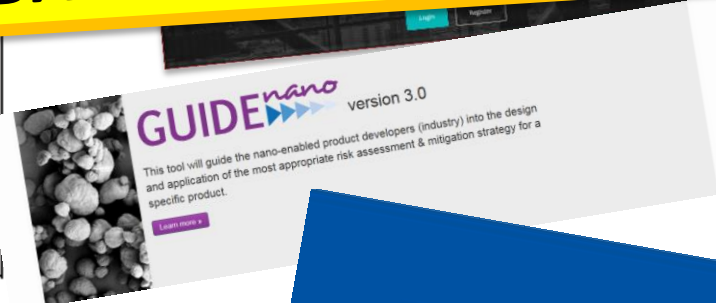 Login
Register
GUIDEnano version 3.0
This tool will guide the nano-enabled product developers (industry) into the design
and application of the most appropriate risk assessment & mitigation strategy for a
specific product.
Learn more